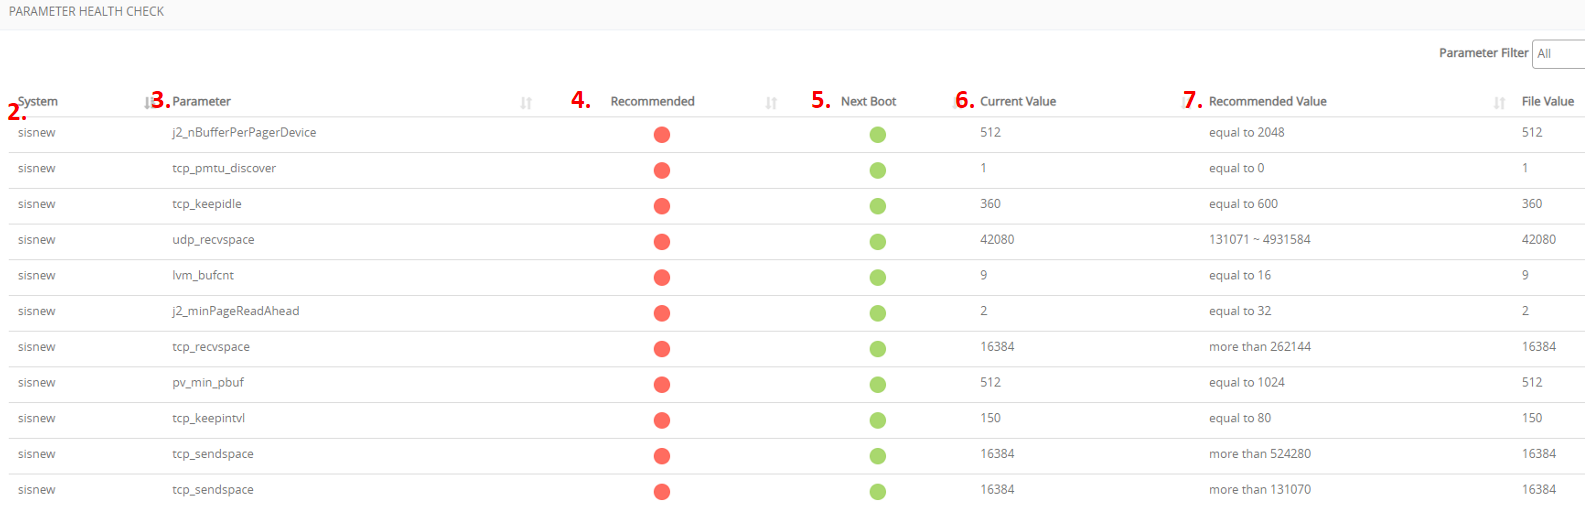 PARAMETER HEALTH CHECK
Parameter Filter All
2. System 3. Parameter 4. Recommended 5. Next Boot 6. Current Value 7. Recommended Value File Value
sisnew j2_nBufferPerPagerDevice 512 equal to 2048 512
sisnew tcp_pmtu_discover 1 equal to 0 1
sisnew tcp_keepidle 360 equal to 600 360
sisnew udp_recvspace 42080 131071 ~ 4931584 42080
sisnew lvm_bufcnt 9 equal to 16 9
sisnew j2_minPageReadAhead 2 equal to 32 2
sisnew tcp_recvspace 16384 more than 262144 16384
sisnew pv_min_pbuf 512 equal to 1024 512
sisnew tcp_keepintvl 150 equal to 80 150
sisnew tcp_sendspace 16384 more than 524280 16384
sisnew tcp_sendspace 16384 more than 131070 16384